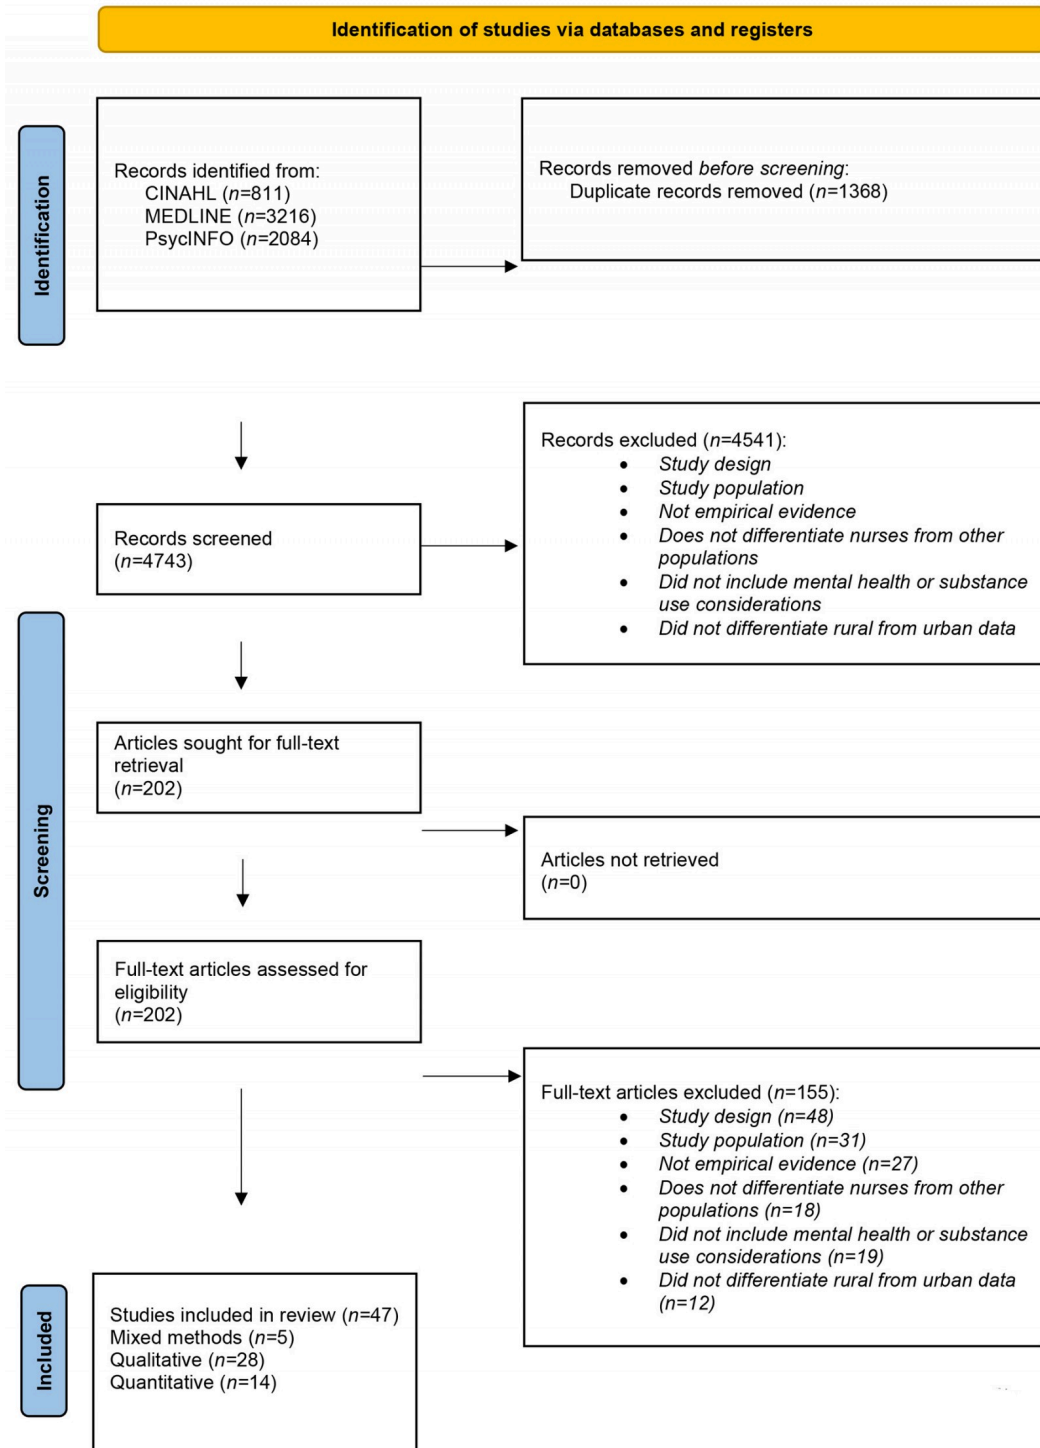 Identification of studies via databases and registers
Identification
Records identified from:
CINAHL (n=811)
MEDLINE (n=3216)
PsycINFO (n=2084)
Records removed before screening:
Duplicate records removed (n=1368)
Screening
Records screened
(n=4743)
Records excluded (n=4541):
• Study design
• Study population
• Not empirical evidence
• Does not differentiate nurses from other
populations
• Did not include mental health or substance
use considerations
• Did not differentiate rural from urban data
Articles sought for full-text
retrieval
(n=202)
Articles not retrieved
(n=0)
Full-text articles assessed for
eligibility
(n=202)
Full-text articles excluded (n=155):
• Study design (n=48)
• Study population (n=31)
• Not empirical evidence (n=27)
• Does not differentiate nurses from other
populations (n=18)
• Did not include mental health or substance
use considerations (n=19)
• Did not differentiate rural from urban data
(n=12)
Included
Studies included in review (n=47)
Mixed methods (n=5)
Qualitative (n=28)
Quantitative (n=14)